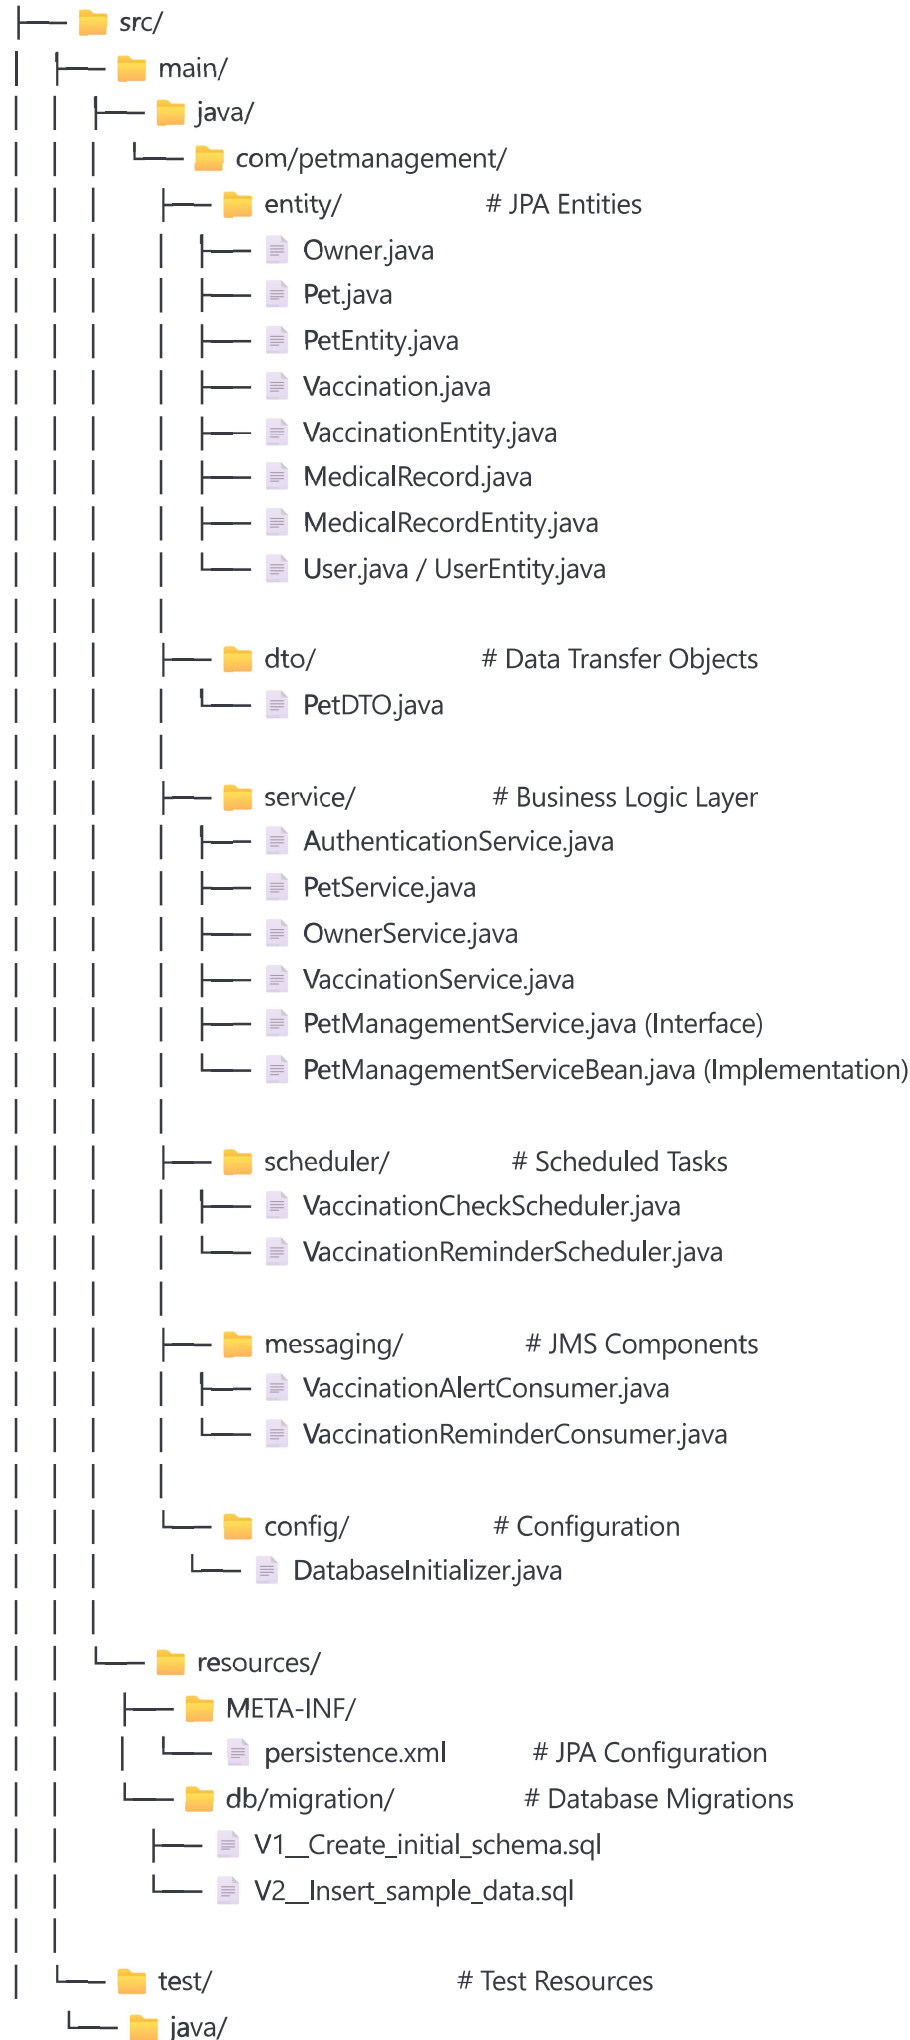 src/
main/
java/
com/petmanagement/
entity/ # JPA Entities
Owner.java
Pet.java
PetEntity.java
Vaccination.java
VaccinationEntity.java
MedicalRecord.java
MedicalRecordEntity.java
User.java / UserEntity.java
dto/ # Data Transfer Objects
PetDTO.java
service/ # Business Logic Layer
AuthenticationService.java
PetService.java
OwnerService.java
VaccinationService.java
PetManagementService.java (Interface)
PetManagementServiceBean.java (Implementation)
scheduler/ # Scheduled Tasks
VaccinationCheckScheduler.java
VaccinationReminderScheduler.java
messaging/ # JMS Components
VaccinationAlertConsumer.java
VaccinationReminderConsumer.java
config/ # Configuration
DatabaseInitializer.java
resources/
META-INF/
persistence.xml # JPA Configuration
db/migration/ # Database Migrations
V1__Create_initial_schema.sql
V2__Insert_sample_data.sql
test/ # Test Resources
java/